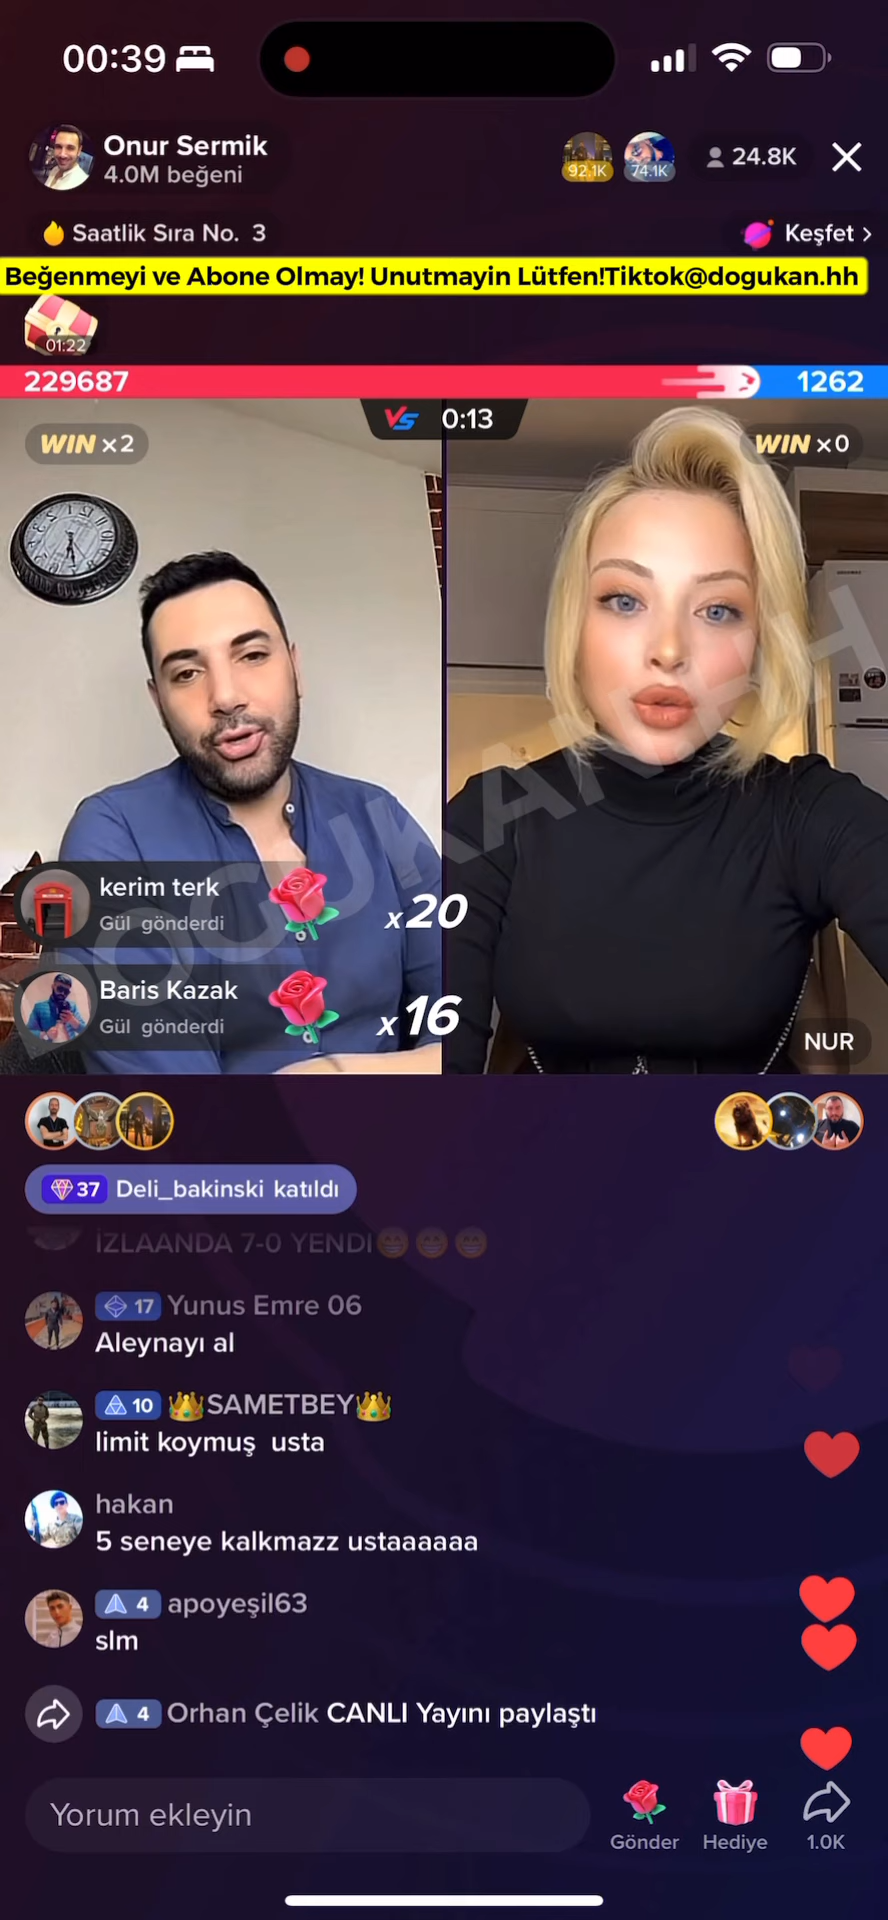 00:39
Onur Sermik
4.0M beğeni
92.1K
74.1K
24.8K
Saatlik Sıra No. 3
Keşfet
Beğenmeyi ve Abone Olmay! Unutmayin Lütfen!Tiktok@dogukan.hh
01:22
229687
1262
VS 0:13
WIN x2
WIN x0
DOGUKAN.HH
kerim terk
Gül gönderdi
x20
Baris Kazak
Gül gönderdi
x16
NUR
37 Deli_bakinski katıldı
İZLAANDA 7-0 YENDİ😁😁😁
17 Yunus Emre 06
Aleynayı al
10 👑SAMETBEY👑
limit koymuş usta
hakan
5 seneye kalkmazz ustaaaaaa
4 apoyeşil63
slm
4 Orhan Çelik CANLI Yayını paylaştı
Yorum ekleyin
Gönder
Hediye
1.0K